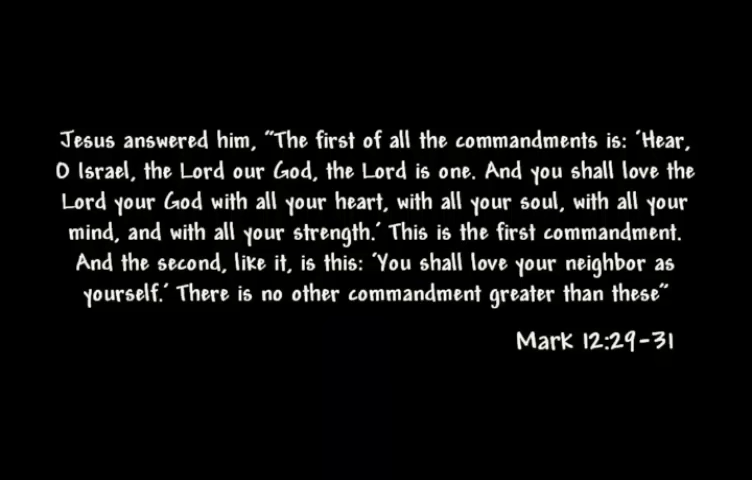 Jesus answered him, "The first of all the commandments is: 'Hear,
O Israel, the Lord our God, the Lord is one. And you shall love the
Lord your God with all your heart, with all your soul, with all your
mind, and with all your strength.' This is the first commandment.
And the second, like it, is this: 'You shall love your neighbor as
yourself.' There is no other commandment greater than these"
Mark 12:29-31